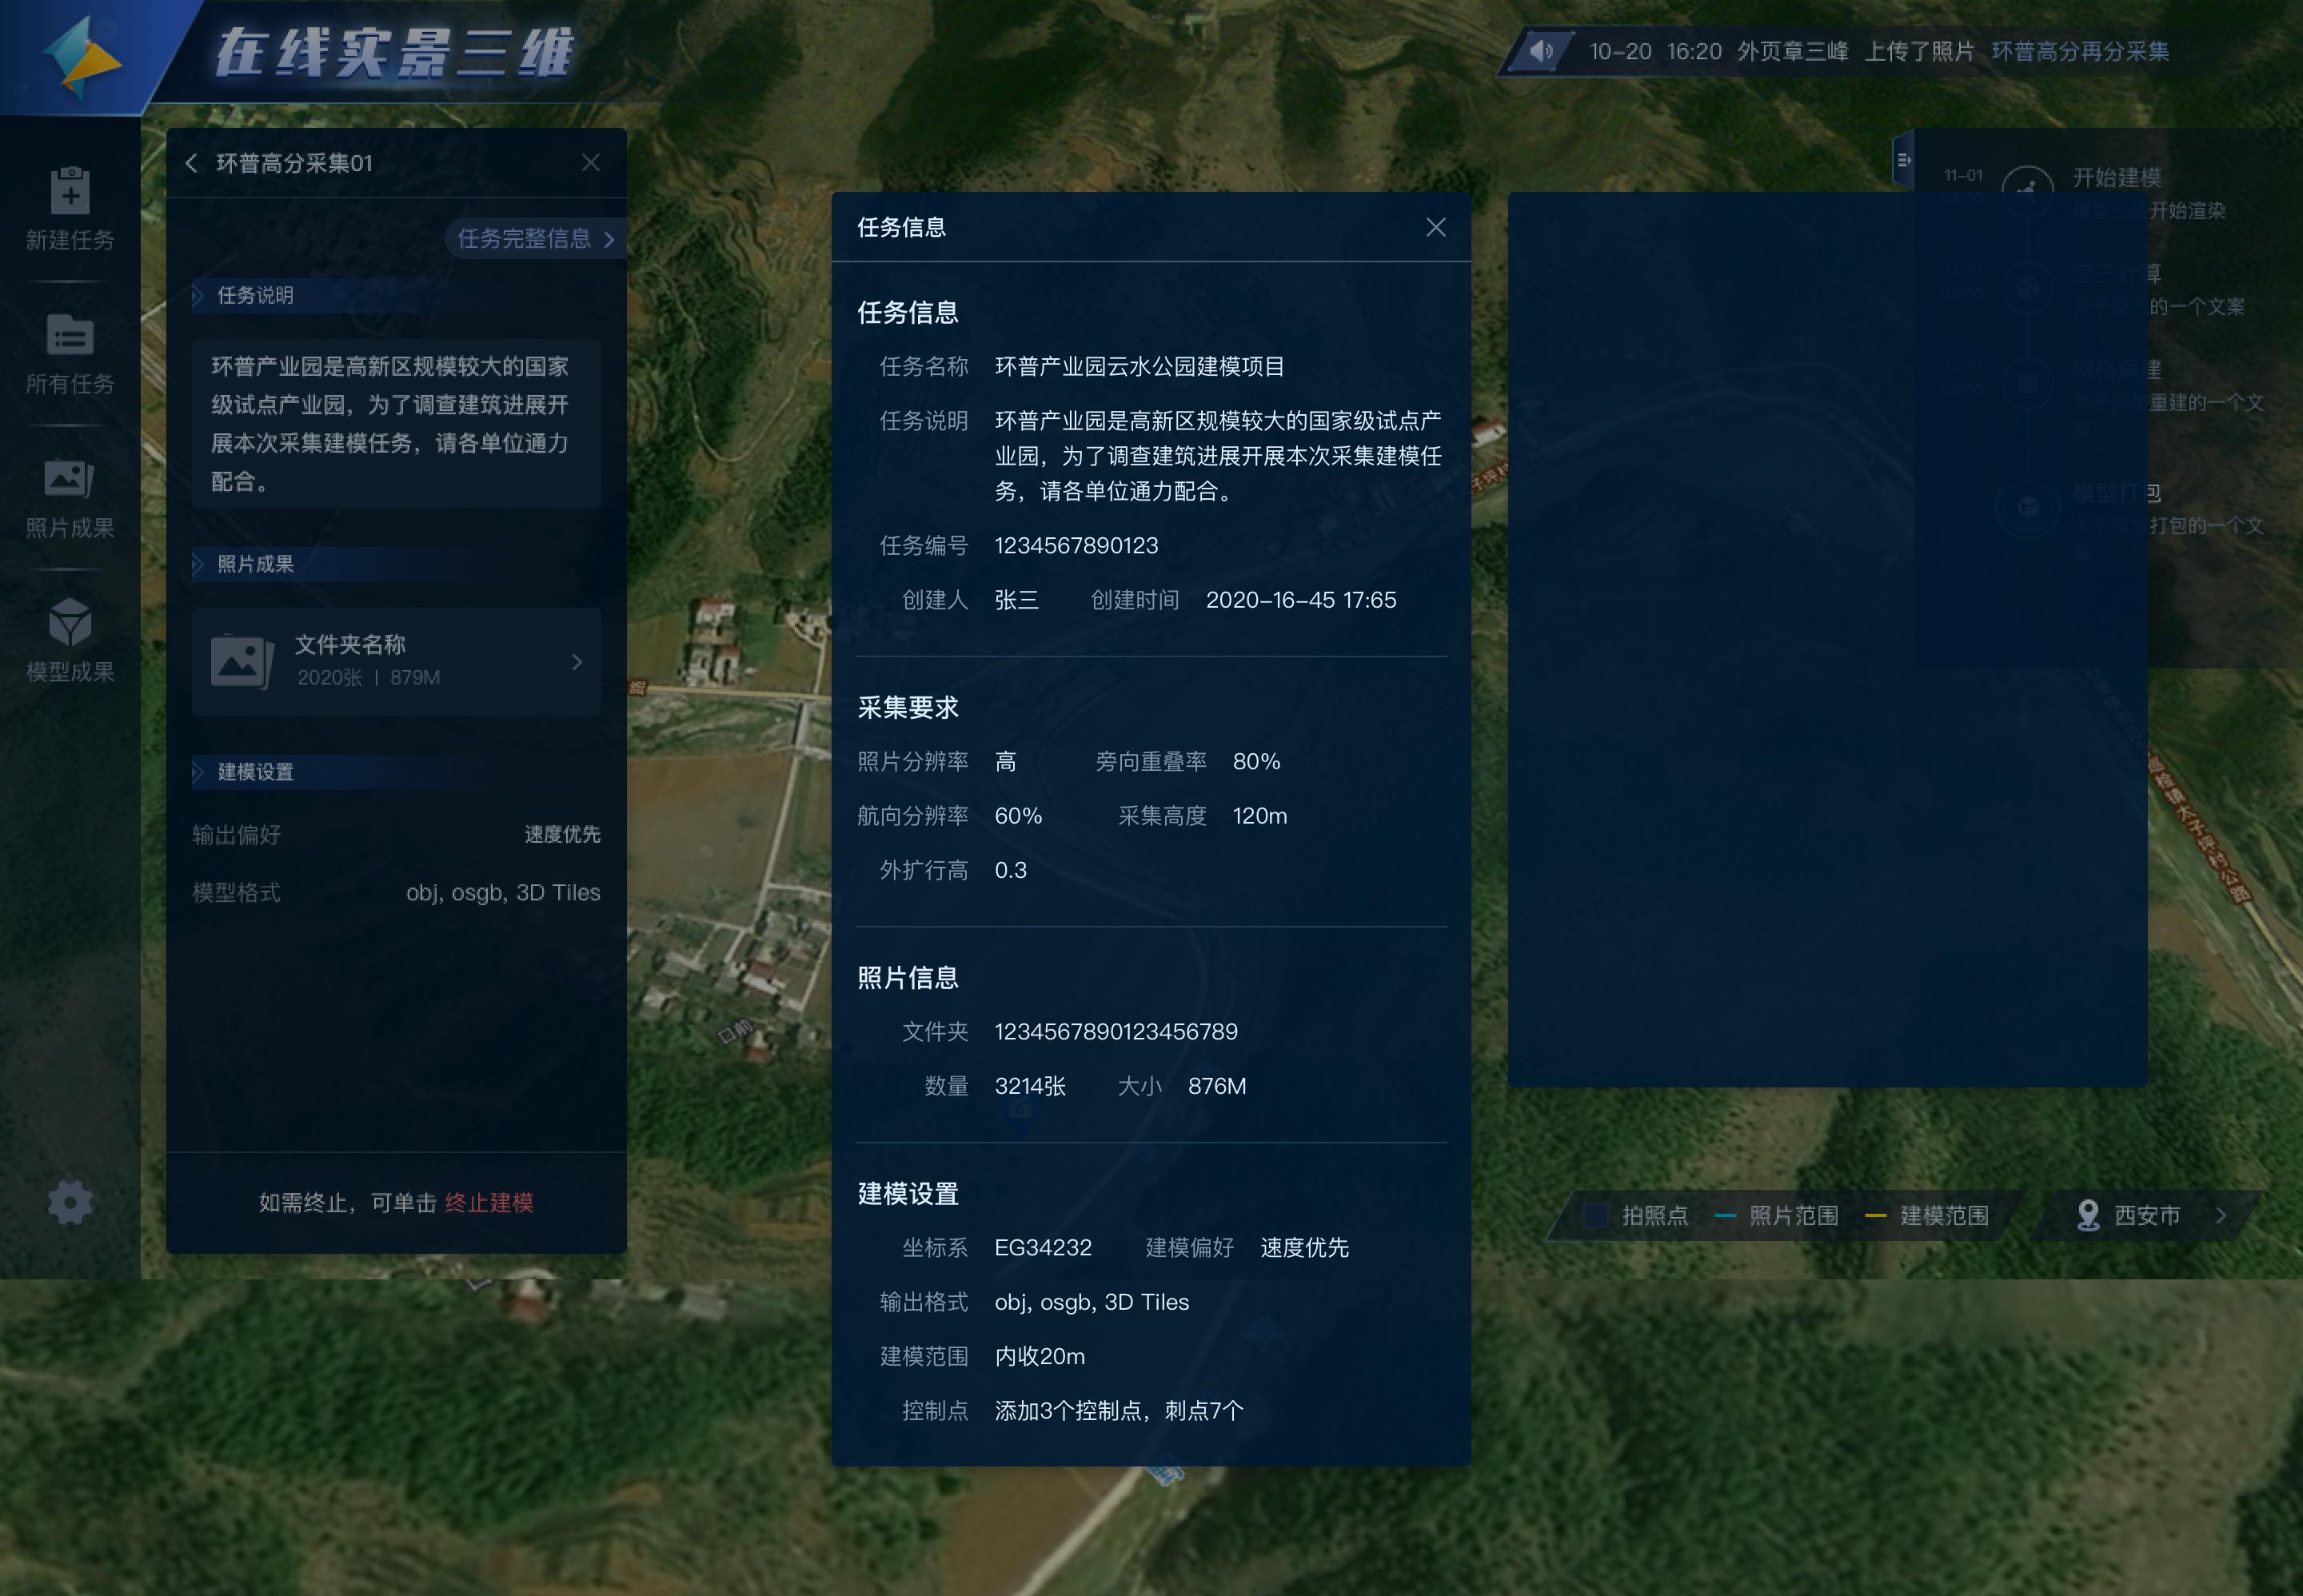 在线实景三维
10-20 16:20 外页章三峰 上传了照片 环普高分再分采集
新建任务
所有任务
照片成果
模型成果
环普高分采集01
任务完整信息
任务说明
环普产业园是高新区规模较大的国家
级试点产业园，为了调查建筑进展开
展本次采集建模任务，请各单位通力
配合。
照片成果
文件夹名称
2020张 | 879M
建模设置
输出偏好 速度优先
模型格式 obj, osgb, 3D Tiles
如需终止，可单击 终止建模
任务信息
任务信息
任务名称 环普产业园云水公园建模项目
任务说明 环普产业园是高新区规模较大的国家级试点产
业园，为了调查建筑进展开展本次采集建模任
务，请各单位通力配合。
任务编号 1234567890123
创建人 张三 创建时间 2020-16-45 17:65
采集要求
照片分辨率 高 旁向重叠率 80%
航向分辨率 60% 采集高度 120m
外扩行高 0.3
照片信息
文件夹 1234567890123456789
数量 3214张 大小 876M
建模设置
坐标系 EG34232 建模偏好 速度优先
输出格式 obj, osgb, 3D Tiles
建模范围 内收20m
控制点 添加3个控制点，刺点7个
11-01 开始建模
开始渲染
的一个文案
重建的一个文
模型打包
打包的一个文
巡检镇太子坪村公路
路
口前
拍照点 照片范围 建模范围
西安市